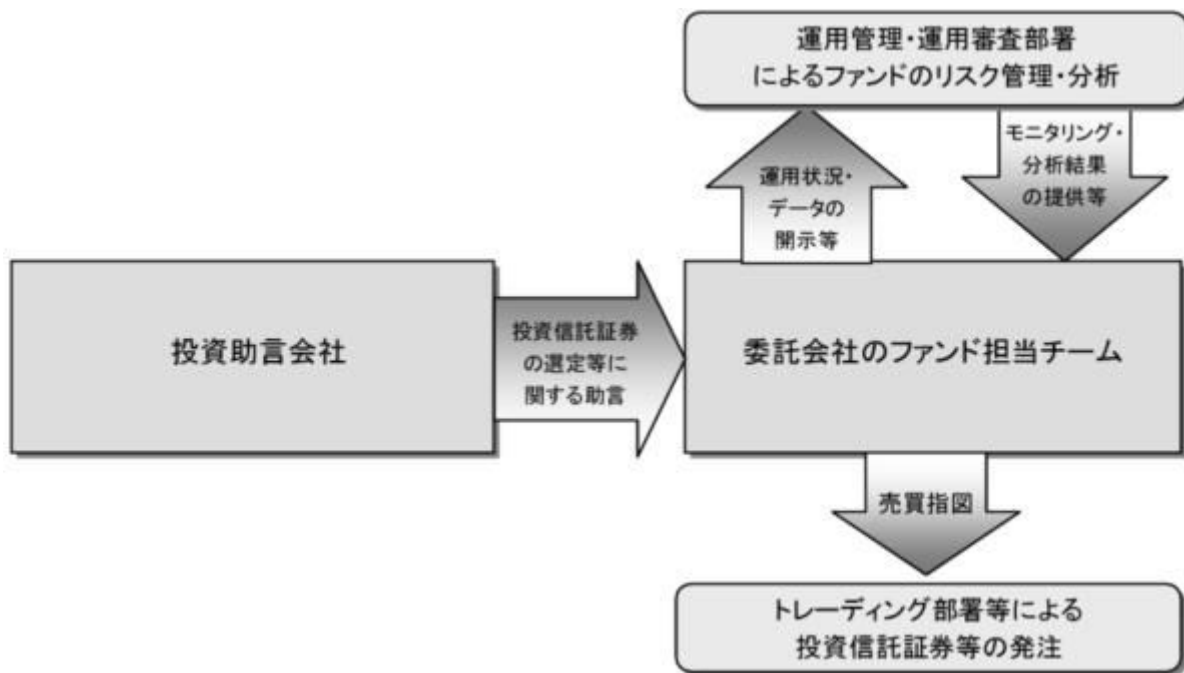 運用管理・運用審査部署
によるファンドのリスク管理・分析
運用状況・
データの
開示等
モニタリング・
分析結果
の提供等
投資助言会社
投資信託証券
の選定等に
関する助言
委託会社のファンド担当チーム
売買指図
トレーディング部署等による
投資信託証券等の発注